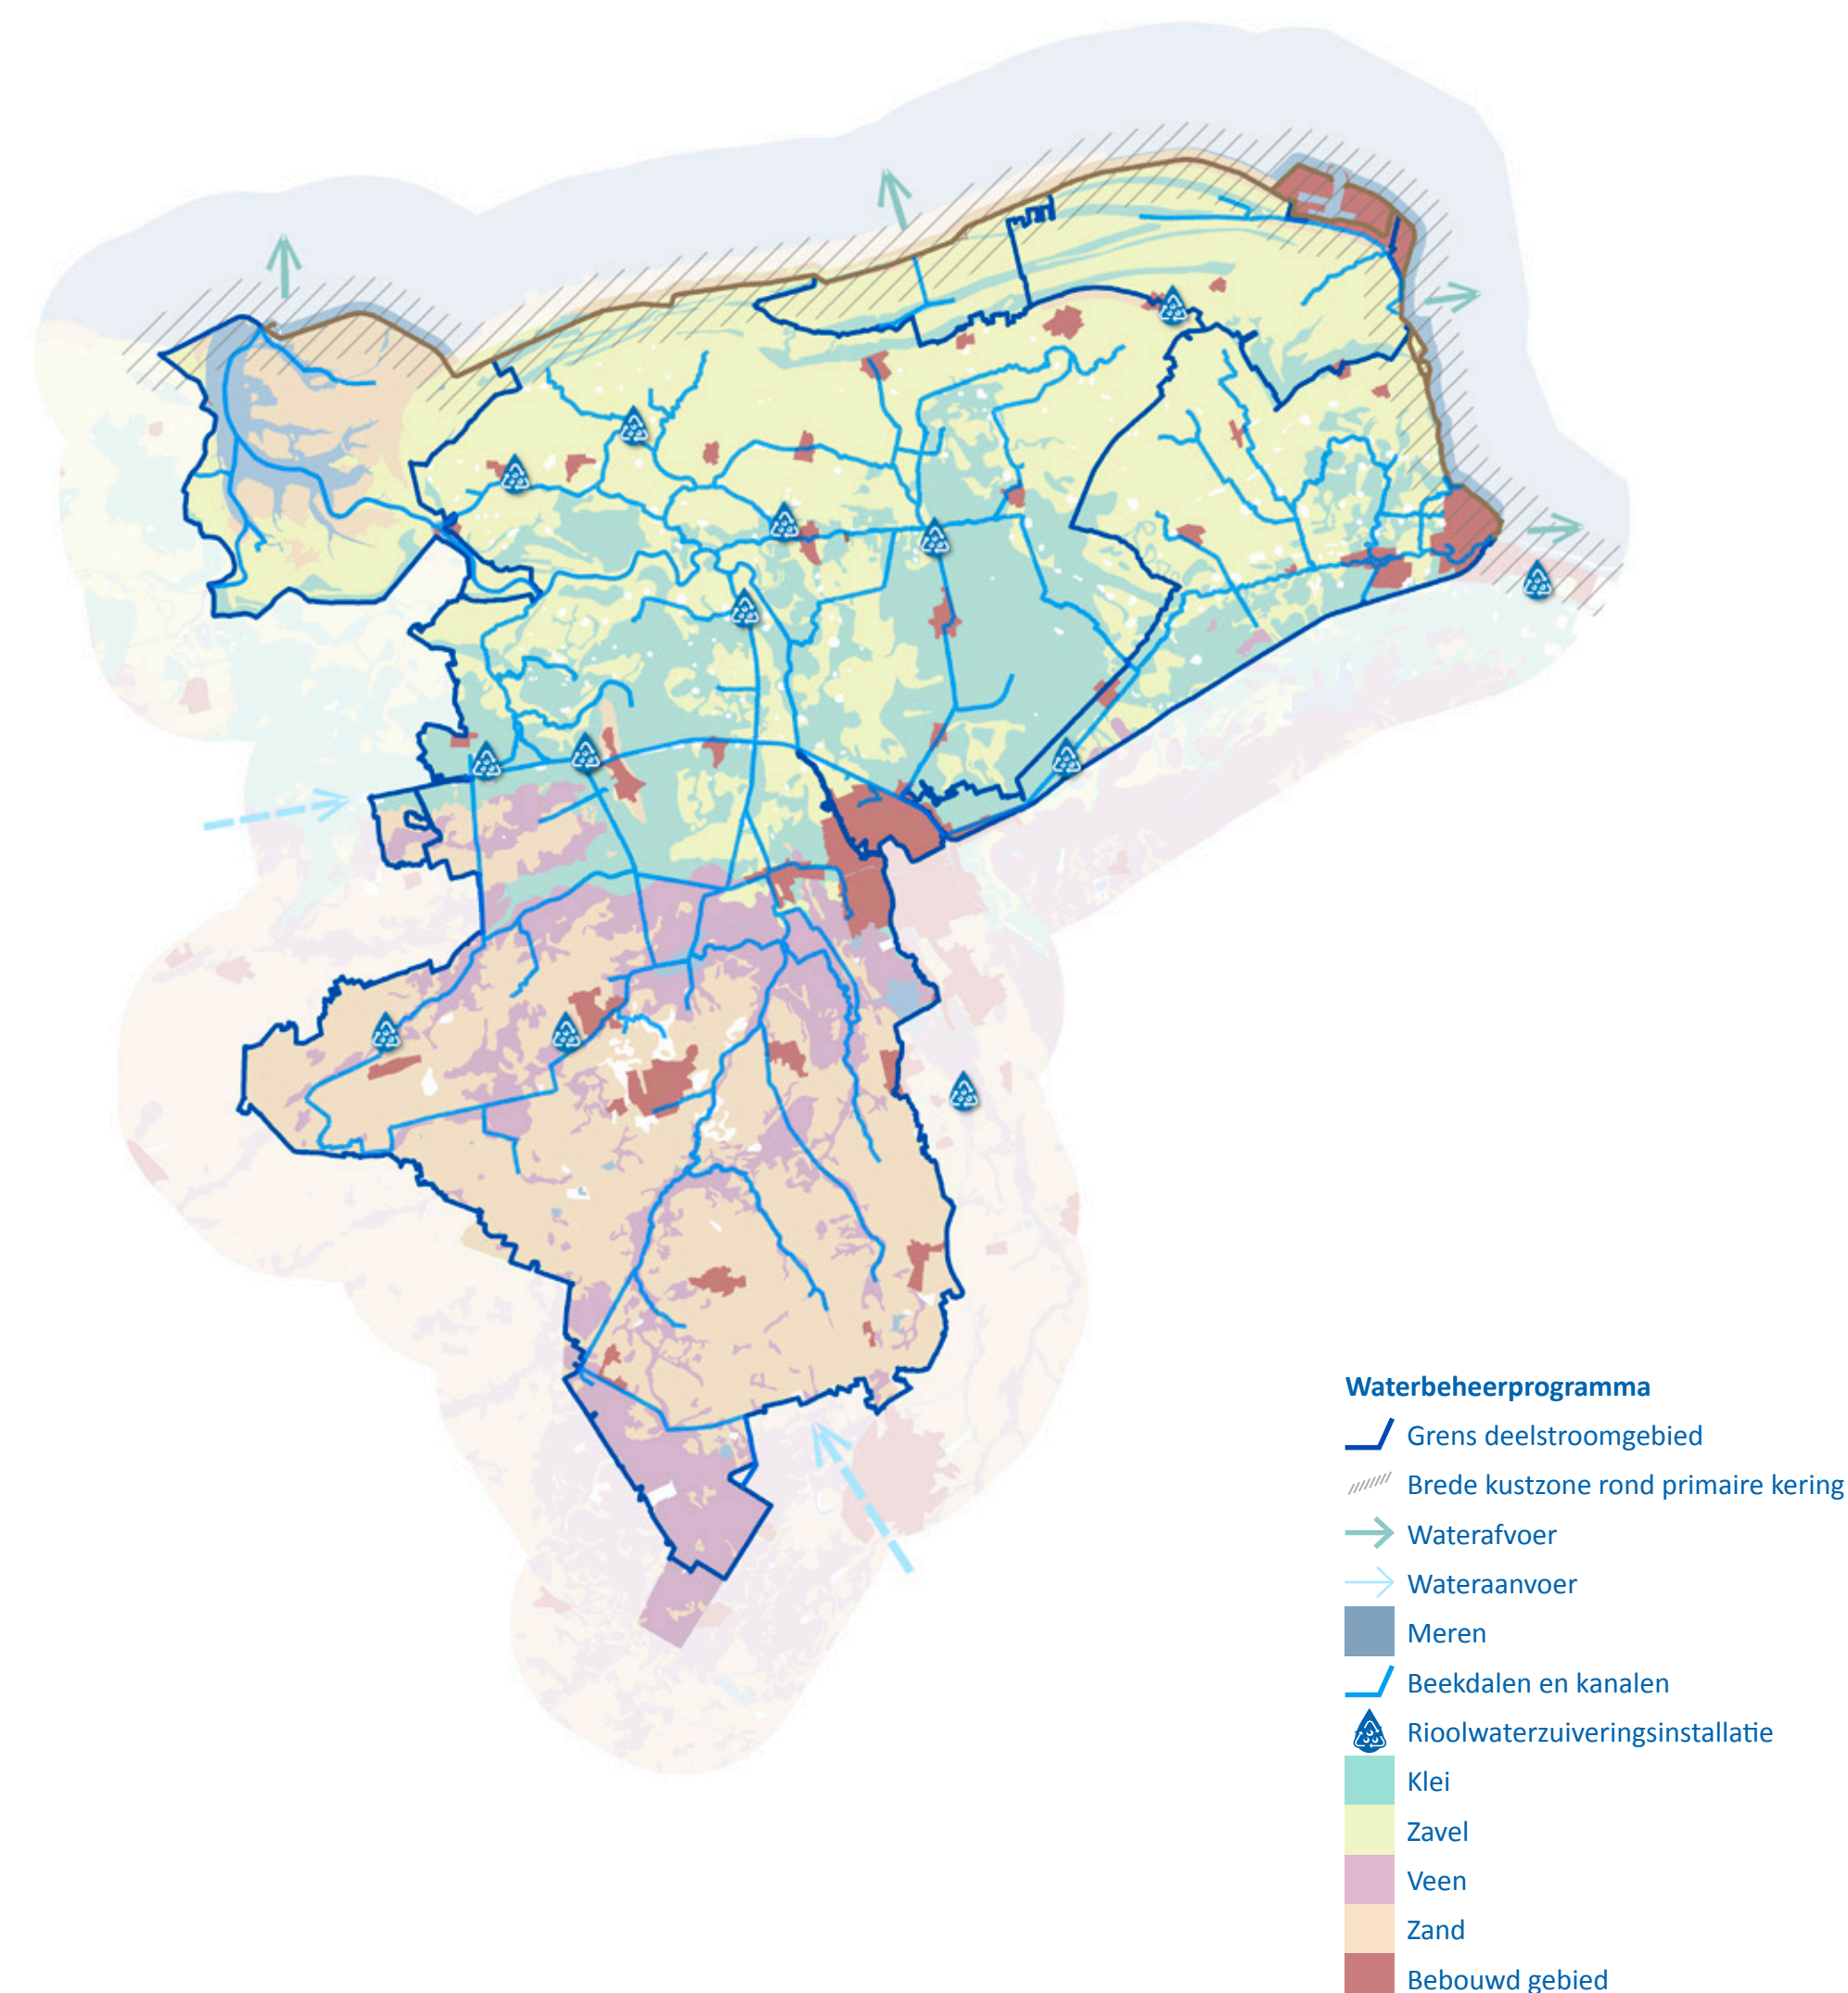 Waterbeheerprogramma
Grens deelstroomgebied
Brede kustzone rond primaire kering
Waterafvoer
Wateraanvoer
Meren
Beekdalen en kanalen
Rioolwaterzuiveringsinstallatie
Klei
Zavel
Veen
Zand
Bebouwd gebied